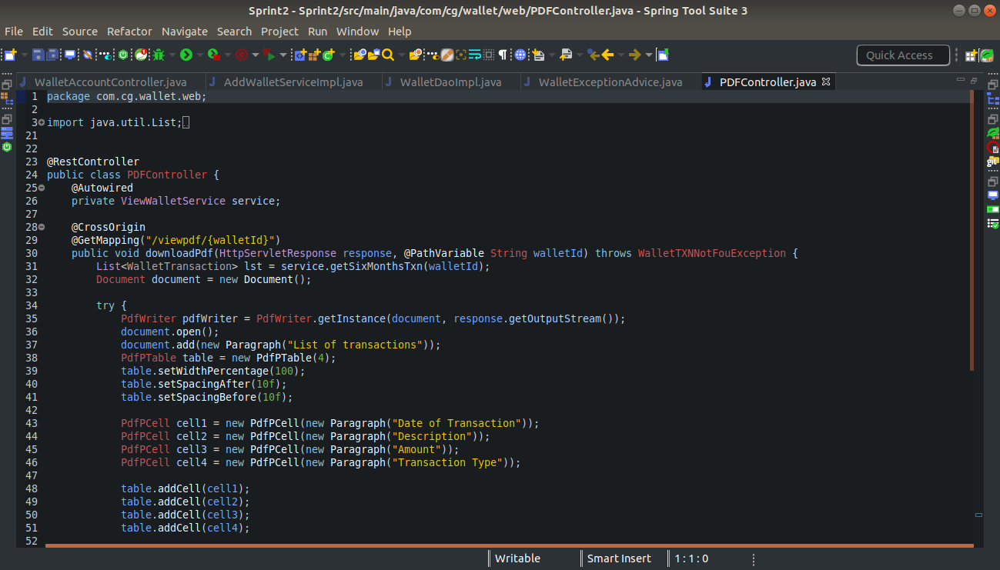 Sprint2 - Sprint2/src/main/java/com/cg/wallet/web/PDFController.java - Spring Tool Suite 3
File Edit Source Refactor Navigate Search Project Run Window Help
Quick Access
WalletAccountController.java AddWalletServiceImpl.java WalletDaoImpl.java WalletExceptionAdvice.java PDFController.java
1 package com.cg.wallet.web;
2
3 import java.util.List;
21
22
23 @RestController
24 public class PDFController {
25     @Autowired
26     private ViewWalletService service;
27
28     @CrossOrigin
29     @GetMapping("/viewpdf/{walletId}")
30     public void downloadPdf(HttpServletResponse response, @PathVariable String walletId) throws WalletTXNNotFouException {
31         List<WalletTransaction> lst = service.getSixMonthsTxn(walletId);
32         Document document = new Document();
33
34         try {
35             PdfWriter pdfWriter = PdfWriter.getInstance(document, response.getOutputStream());
36             document.open();
37             document.add(new Paragraph("List of transactions"));
38             PdfPTable table = new PdfPTable(4);
39             table.setWidthPercentage(100);
40             table.setSpacingAfter(10f);
41             table.setSpacingBefore(10f);
42
43             PdfPCell cell1 = new PdfPCell(new Paragraph("Date of Transaction"));
44             PdfPCell cell2 = new PdfPCell(new Paragraph("Description"));
45             PdfPCell cell3 = new PdfPCell(new Paragraph("Amount"));
46             PdfPCell cell4 = new PdfPCell(new Paragraph("Transaction Type"));
47
48             table.addCell(cell1);
49             table.addCell(cell2);
50             table.addCell(cell3);
51             table.addCell(cell4);
52
git
Writable Smart Insert 1 : 1 : 0